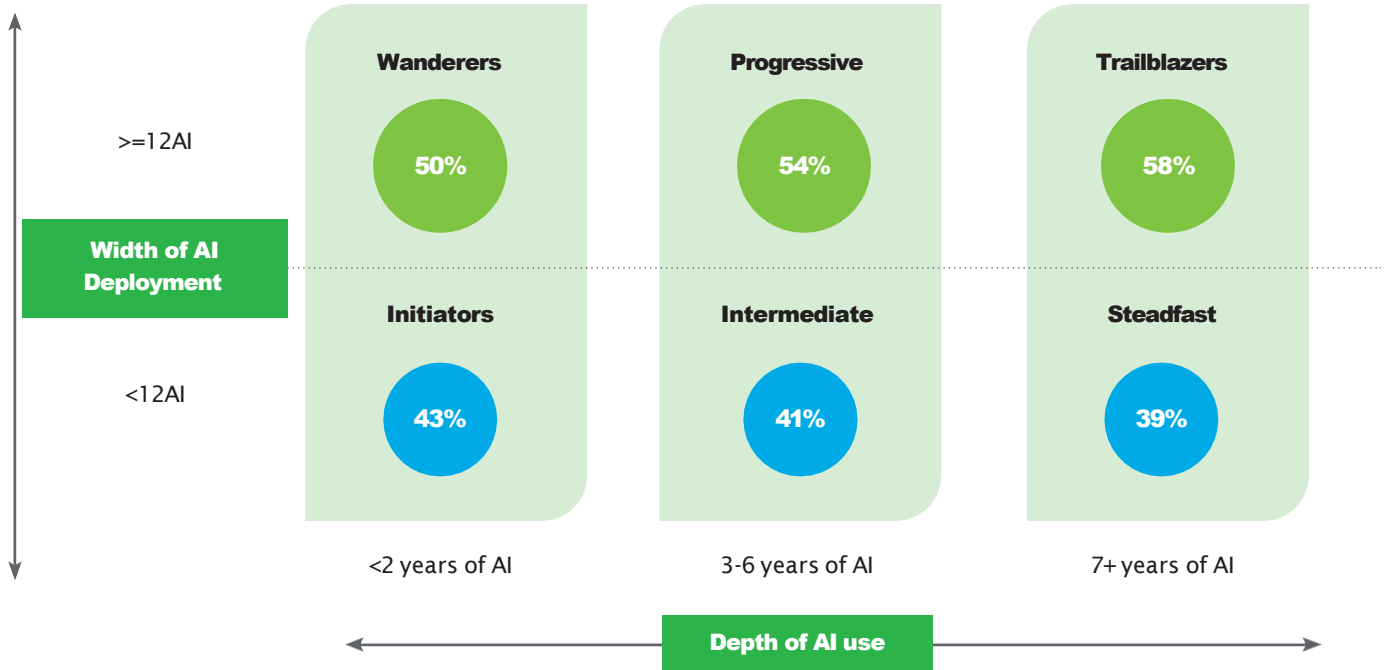 Wanderers
Progressive
Trailblazers
>=12AI
50%
54%
58%
Width of AI
Deployment
Initiators
Intermediate
Steadfast
<12AI
43%
41%
39%
<2 years of AI
3-6 years of AI
7+ years of AI
Depth of AI use